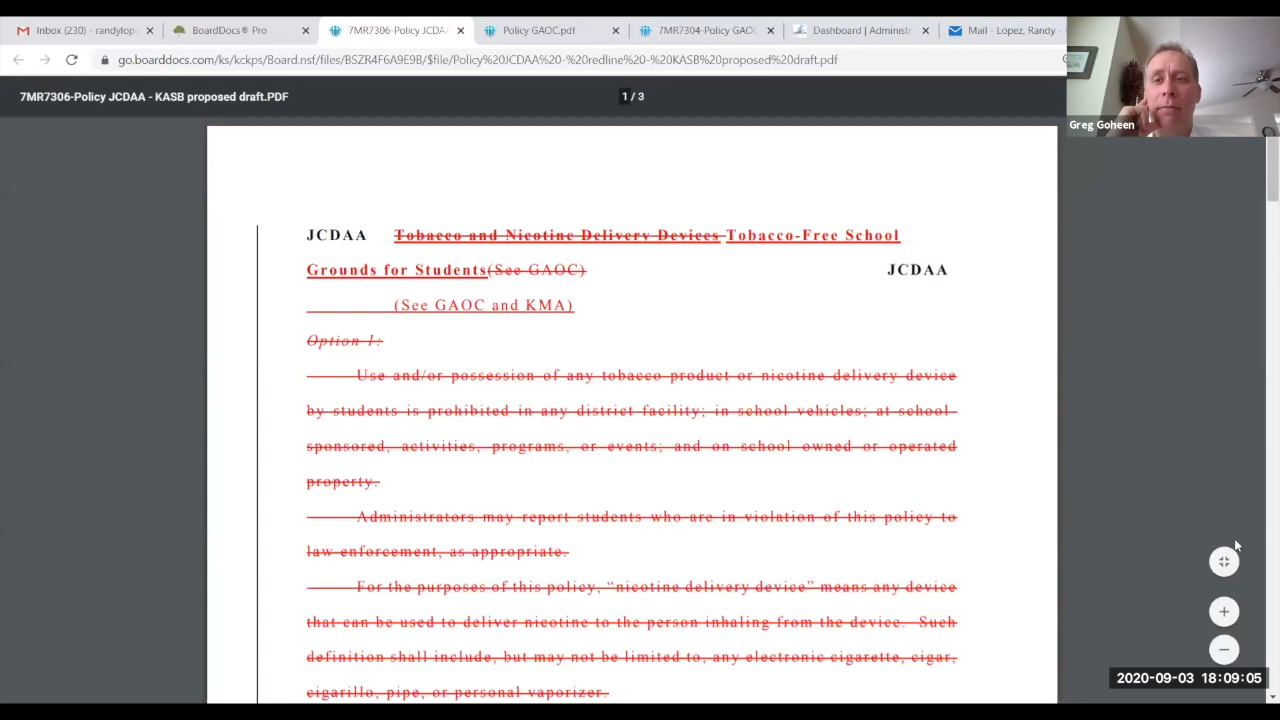 Inbox (230) - randylop
BoardDocs® Pro
7MR7306-Policy JCDA
Policy GAOC.pdf
7MR7304-Policy GAOC
Dashboard | Administr
Mail - Lopez, Randy -
go.boarddocs.com/ks/kckps/Board.nsf/files/BSZR6F6A9E9B/$file/Policy%20JCDAA%20-%20redline%20-%20KASB%20proposed%20draft.pdf
7MR7306-Policy JCDAA - KASB proposed draft.PDF
1 / 3
Greg Goheen
JCDAA Tobacco and Nicotine Delivery Devices Tobacco-Free School
Grounds for Students(See GAOC) JCDAA
(See GAOC and KMA)
Option 1:
Use and/or possession of any tobacco product or nicotine delivery device
by students is prohibited in any district facility; in school vehicles; at school-
sponsored, activities, programs, or events; and on school owned or operated
property.
Administrators may report students who are in violation of this policy to
law enforcement, as appropriate.
For the purposes of this policy, “nicotine delivery device” means any device
that can be used to deliver nicotine to the person inhaling from the device. Such
definition shall include, but may not be limited to, any electronic cigarette, cigar,
cigarillo, pipe, or personal vaporizer.
2020-09-03 18:09:05